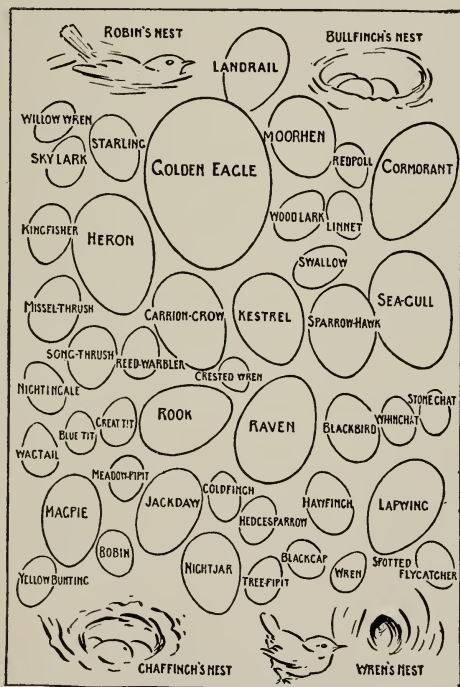 ROBIN'S NEST
BULLFINCH'S NEST
LANDRAIL
WILLOW WREN
STARLING
SKY LARK
GOLDEN EAGLE
MOORHEN
REDPOLL
CORMORANT
KINGFISHER
HERON
WOOD LARK
LINNET
SWALLOW
MISSEL-THRUSH
CARRION-CROW
KESTREL
SPARROW-HAWK
SEA-GULL
SONG-THRUSH
REED-WARBLER
CRESTED WREN
NIGHTINGALE
ROOK
RAVEN
BLACKBIRD
WHINCHAT
STONECHAT
WAGTAIL
BLUE TIT
GREAT TIT
MEADOW-PIPIT
MAGPIE
JACKDAW
GOLDFINCH
HEDGESPARROW
HAWFINCH
LAPWING
ROBIN
NIGHTJAR
BLACKCAP
YELLOW BUNTING
TREE-PIPIT
WREN
SPOTTED
FLYCATCHER
CHAFFINCH'S NEST
WREN'S NEST